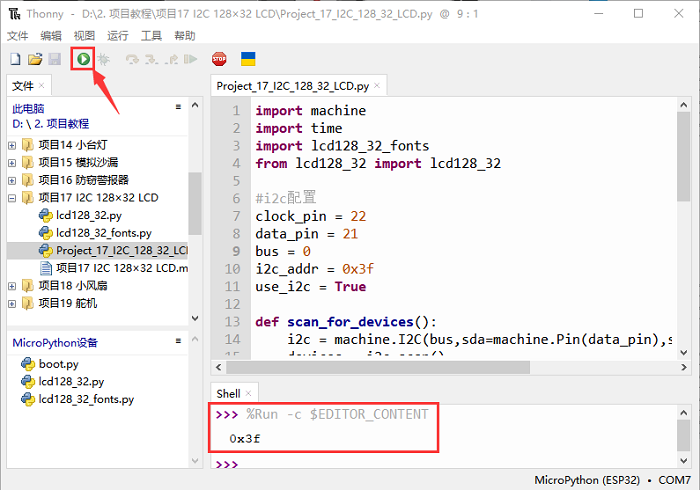 Thonny - D:\2. 项目教程\项目17 I2C 128×32 LCD\Project_17_I2C_128_32_LCD.py @ 9 : 1
文件 编辑 视图 运行 工具 帮助
STOP
文件
此电脑
D: \ 2. 项目教程
项目14 小台灯
项目15 模拟沙漏
项目16 防窃警报器
项目17 I2C 128×32 LCD
lcd128_32.py
lcd128_32_fonts.py
Project_17_I2C_128_32_LC
项目17 I2C 128×32 LCD.m
项目18 小风扇
项目19 舵机
MicroPython设备
boot.py
lcd128_32.py
lcd128_32_fonts.py
Project_17_I2C_128_32_LCD.py
1 import machine
2 import time
3 import lcd128_32_fonts
4 from lcd128_32 import lcd128_32
5
6 #i2c配置
7 clock_pin = 22
8 data_pin = 21
9 bus = 0
10 i2c_addr = 0x3f
11 use_i2c = True
12
13 def scan_for_devices():
14 i2c = machine.I2C(bus,sda=machine.Pin(data_pin),s
15 devices = i2c.scan()
Shell
>>> %Run -c $EDITOR_CONTENT
0x3f
>>>
MicroPython (ESP32) • COM7